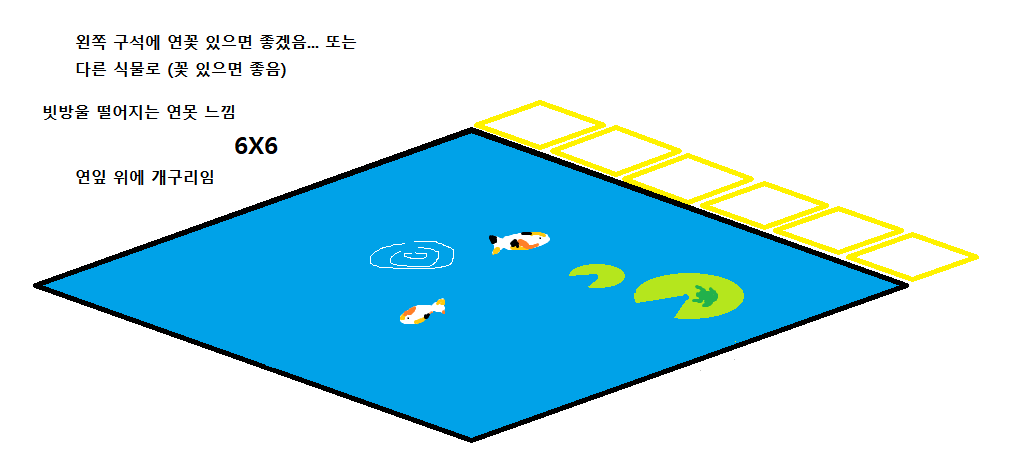 왼쪽 구석에 연꽃 있으면 좋겠음... 또는
다른 식물로 (꽃 있으면 좋음)
빗방울 떨어지는 연못 느낌
6X6
연잎 위에 개구리임